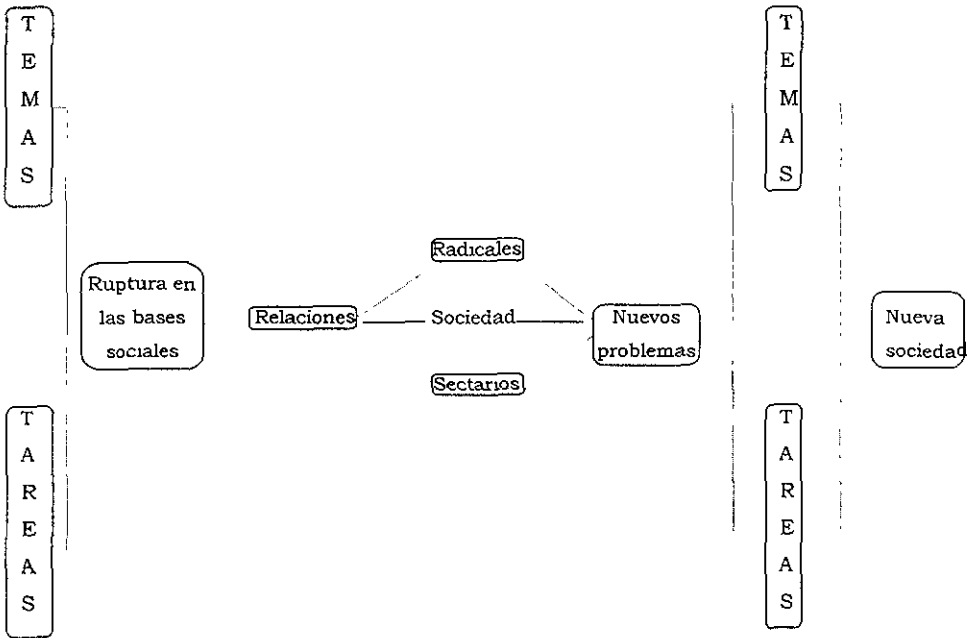 T
E
M
A
S
T
A
R
E
A
S
Ruptura en
las bases
sociales
Relaciones
Radicales
Sociedad
Sectarios
Nuevos
problemas
T
E
M
A
S
T
A
R
E
A
S
Nueva
sociedad